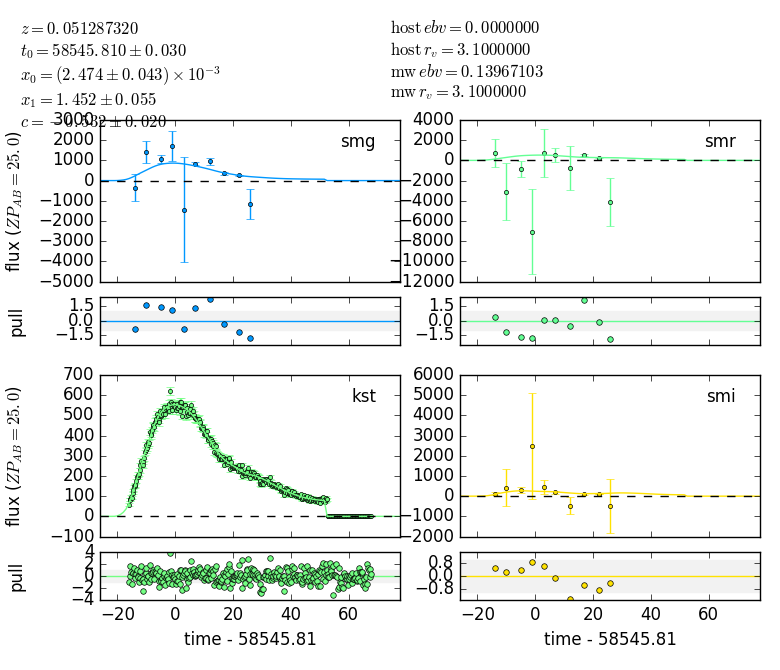 z = 0.051287320
t₀ = 58545.810 ± 0.030
x₀ = (2.474 ± 0.043) × 10⁻³
x₁ = 1.452 ± 0.055
c = −0.532 ± 0.020
host ebv = 0.0000000
host r_v = 3.1000000
mw ebv = 0.13967103
mw r_v = 3.1000000
smg
3000
2000
1000
0
−1000
−2000
−3000
−4000
−5000
flux (ZP_AB = 25.0)
smr
4000
2000
0
−2000
−4000
−6000
−8000
−10000
−12000
pull
1.5
0.0
−1.5
1.5
0.0
−1.5
kst
700
600
500
400
300
200
100
0
−100
flux (ZP_AB = 25.0)
smi
6000
5000
4000
3000
2000
1000
0
−1000
−2000
pull
4
2
0
−2
−4
0.8
0.0
−0.8
−20 0 20 40 60
−20 0 20 40 60
time - 58545.81
time - 58545.81